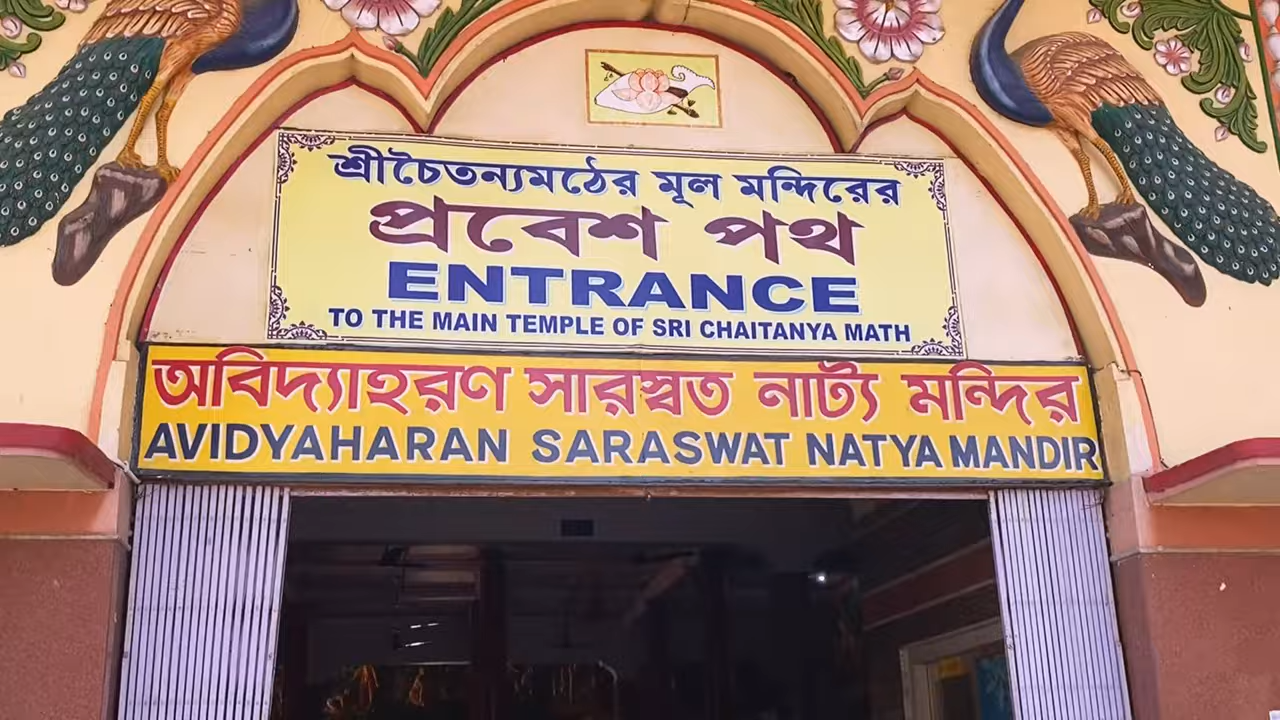 শ্রীচৈতন্যমঠের মূল মন্দিরের
প্রবেশ পথ
ENTRANCE
TO THE MAIN TEMPLE OF SRI CHAITANYA MATH
অবিদ্যাহরণ সারস্বত নাট্য মন্দির
AVIDYAHARAN SARASWAT NATYA MANDIR